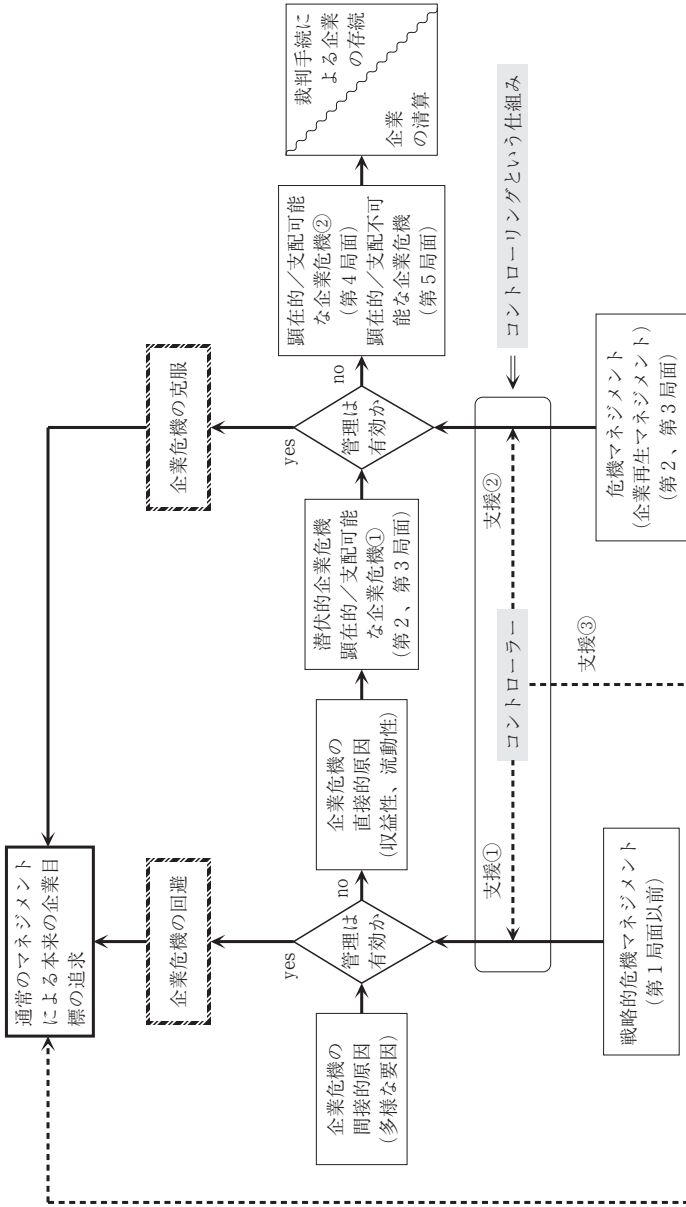 通常のマネジメント
による本来の企業目
標の追求
企業危機の回避
企業危機の克服
yes
yes
企業危機の
間接的原因
(多様な要因)
管理は
有効か
no
企業危機の
直接的原因
(収益性、流動性)
潜伏的企業危機
顕在的/支配可能
な企業危機①
(第2、第3局面)
管理は
有効か
no
顕在的/支配可能
な企業危機②
(第4局面)
顕在的/支配不可
能な企業危機
(第5局面)
裁判手続に
よる企業
の存続
企業
の清算
支援①
コントローラー
支援②
コントローリングという仕組み
支援③
戦略的危機マネジメント
(第1局面以前)
危機マネジメント
(企業再生マネジメント)
(第2、第3局面)